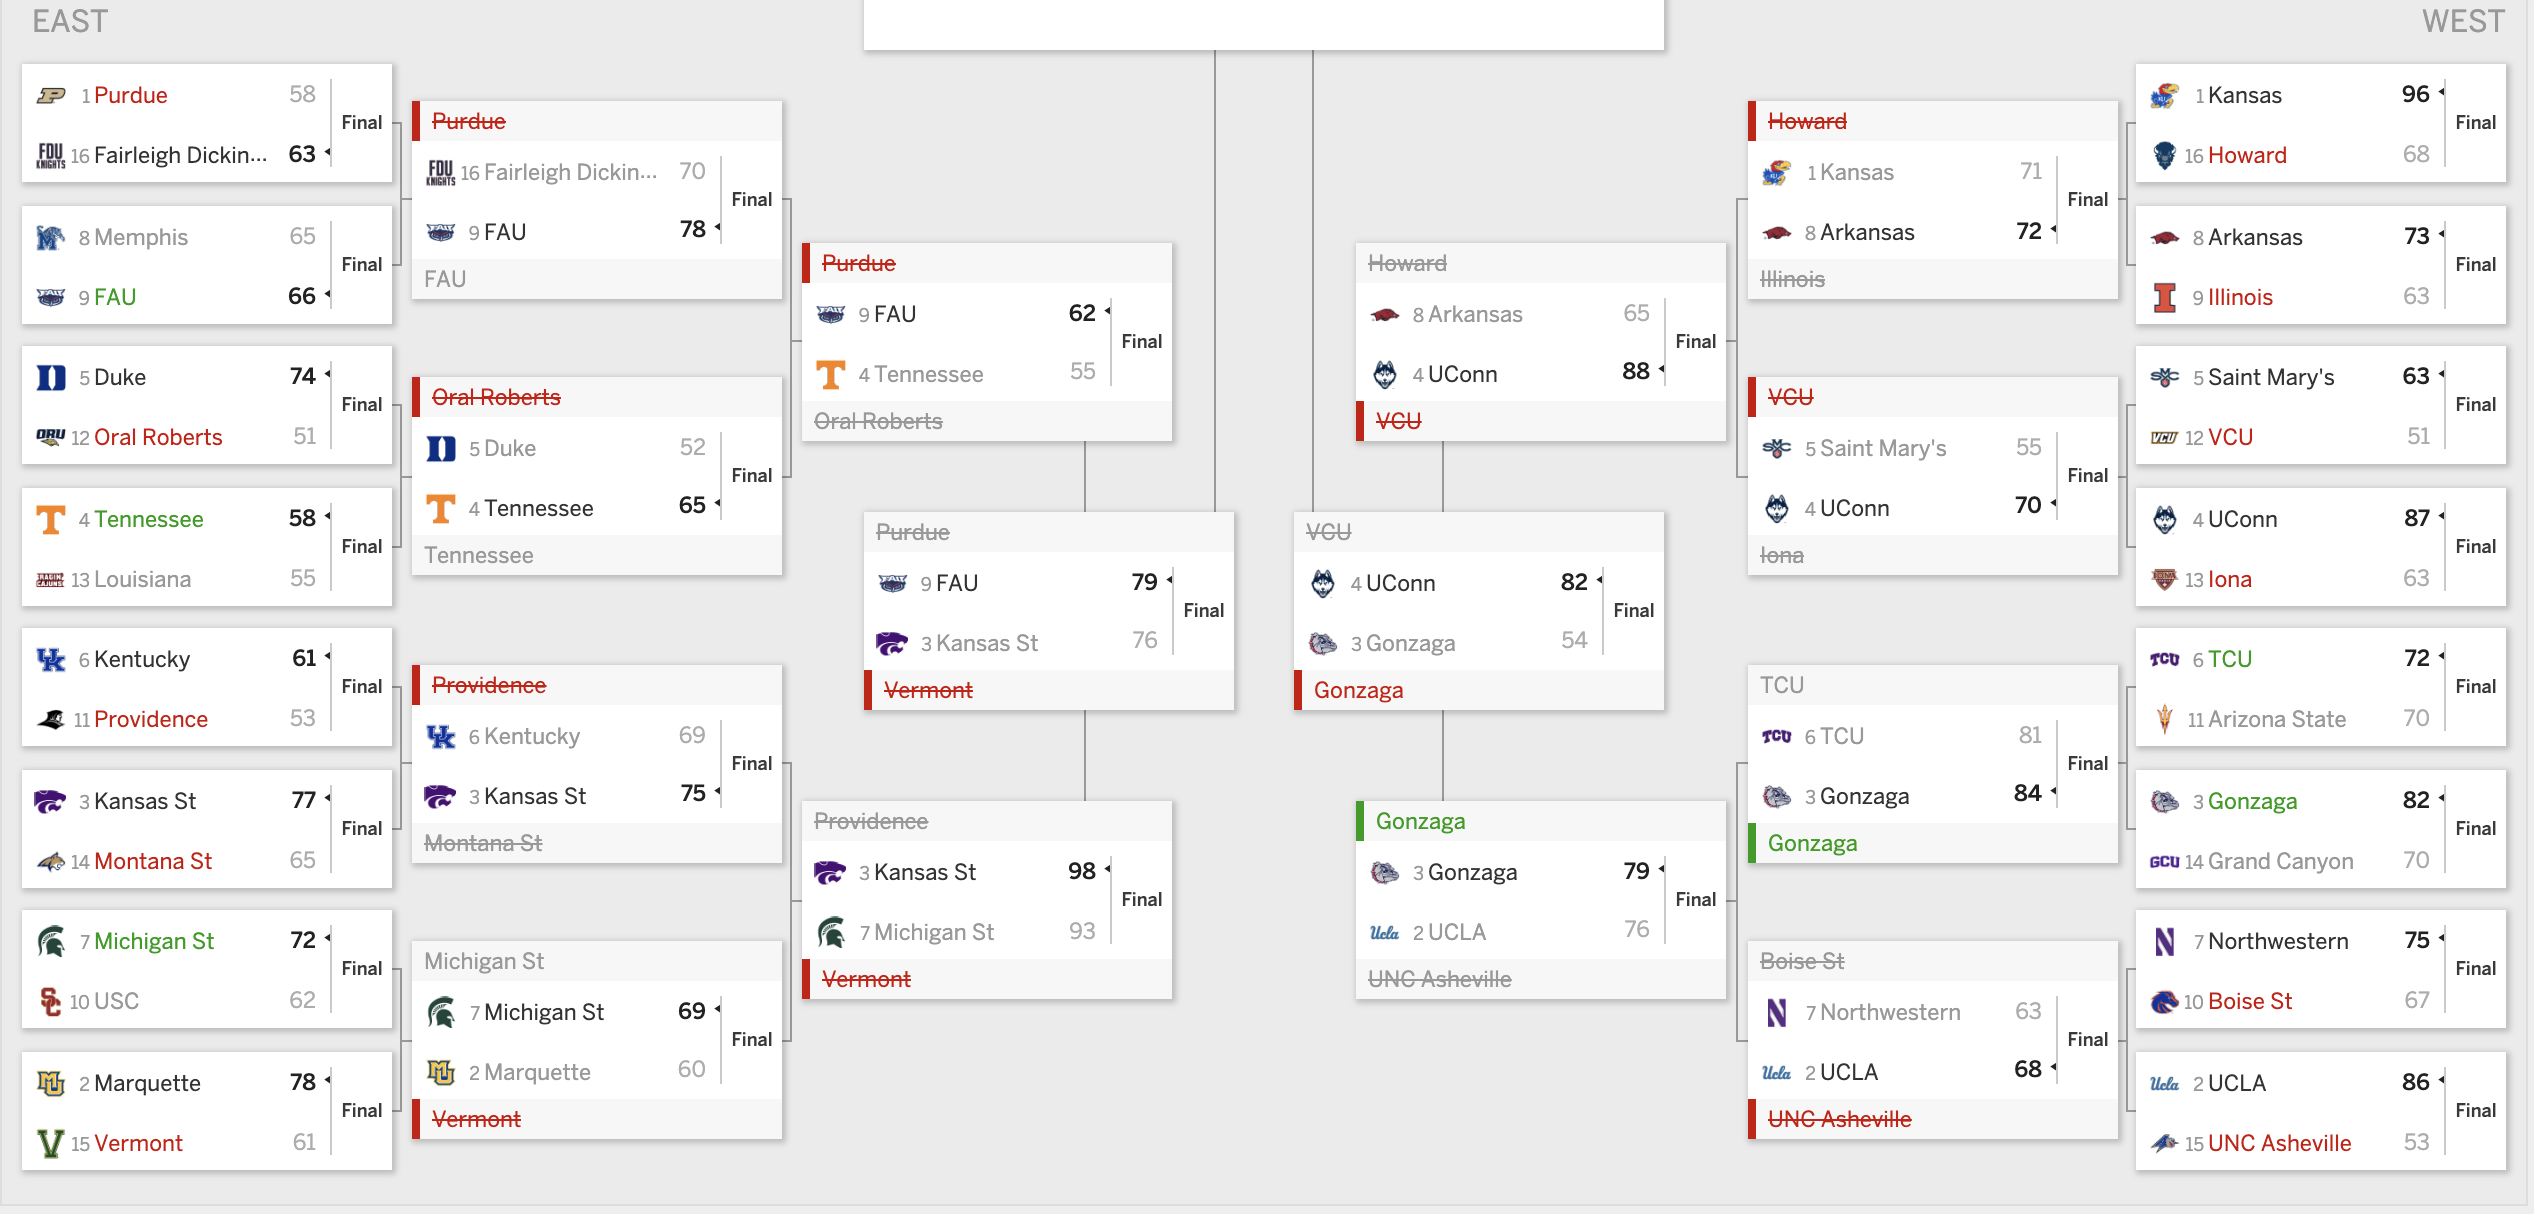 EAST
WEST
1 Purdue 58
16 Fairleigh Dickin... 63
Final
8 Memphis 65
9 FAU 66
Final
5 Duke 74
12 Oral Roberts 51
Final
4 Tennessee 58
13 Louisiana 55
Final
6 Kentucky 61
11 Providence 53
Final
3 Kansas St 77
14 Montana St 65
Final
7 Michigan St 72
10 USC 62
Final
2 Marquette 78
15 Vermont 61
Final
Purdue
16 Fairleigh Dickin... 70
9 FAU 78
Final
FAU
Oral Roberts
5 Duke 52
4 Tennessee 65
Final
Tennessee
Providence
6 Kentucky 69
3 Kansas St 75
Final
Montana St
Michigan St
7 Michigan St 69
2 Marquette 60
Final
Vermont
Purdue
9 FAU 62
4 Tennessee 55
Final
Oral Roberts
Providence
3 Kansas St 98
7 Michigan St 93
Final
Vermont
Purdue
9 FAU 79
3 Kansas St 76
Final
Vermont
VCU
4 UConn 82
3 Gonzaga 54
Final
Gonzaga
Howard
8 Arkansas 65
4 UConn 88
Final
VCU
Gonzaga
3 Gonzaga 79
2 UCLA 76
Final
UNC Asheville
Howard
1 Kansas 71
8 Arkansas 72
Final
Illinois
VCU
5 Saint Mary's 55
4 UConn 70
Final
Iona
TCU
6 TCU 81
3 Gonzaga 84
Final
Gonzaga
Boise St
7 Northwestern 63
2 UCLA 68
Final
UNC Asheville
1 Kansas 96
16 Howard 68
Final
8 Arkansas 73
9 Illinois 63
Final
5 Saint Mary's 63
12 VCU 51
Final
4 UConn 87
13 Iona 63
Final
6 TCU 72
11 Arizona State 70
Final
3 Gonzaga 82
14 Grand Canyon 70
Final
7 Northwestern 75
10 Boise St 67
Final
2 UCLA 86
15 UNC Asheville 53
Final